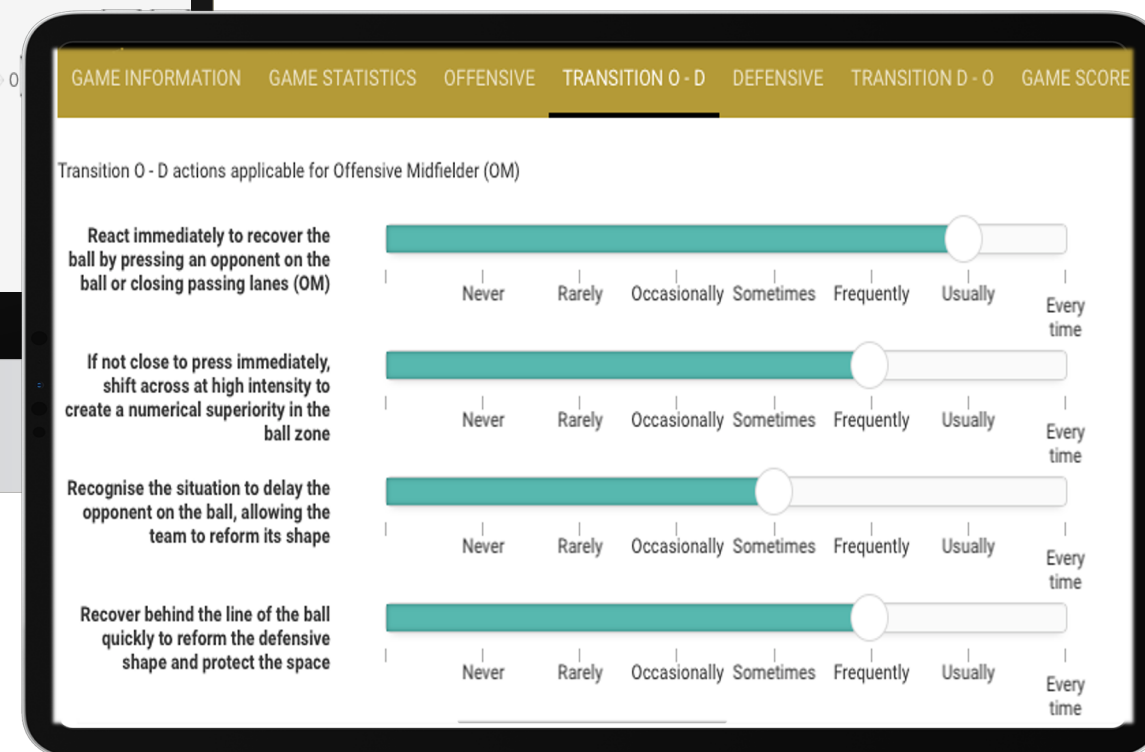 GAME INFORMATION GAME STATISTICS OFFENSIVE TRANSITION O - D DEFENSIVE TRANSITION D - O GAME SCORE
Transition O - D actions applicable for Offensive Midfielder (OM)
React immediately to recover the
ball by pressing an opponent on the
ball or closing passing lanes (OM)
Never Rarely Occasionally Sometimes Frequently Usually Every
time
If not close to press immediately,
shift across at high intensity to
create a numerical superiority in the
ball zone
Never Rarely Occasionally Sometimes Frequently Usually Every
time
Recognise the situation to delay the
opponent on the ball, allowing the
team to reform its shape
Never Rarely Occasionally Sometimes Frequently Usually Every
time
Recover behind the line of the ball
quickly to reform the defensive
shape and protect the space
Never Rarely Occasionally Sometimes Frequently Usually Every
time